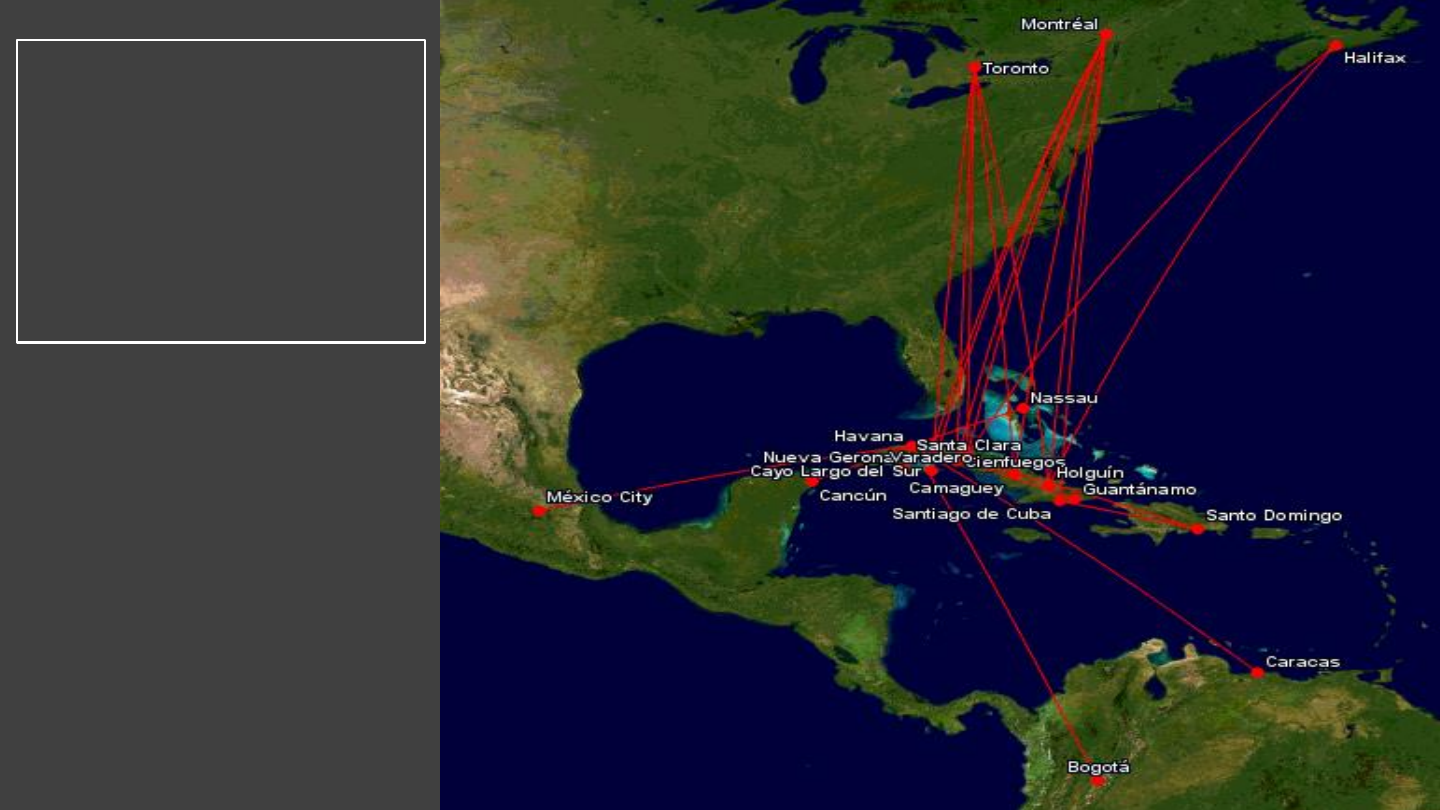 Montréal
Halifax
Toronto
Nassau
Havana
Santa Clara
Nueva Gerona
Varadero
Cienfuegos
Cayo Largo del Sur
Holguín
Camaguey
Guantánamo
Cancún
México City
Santiago de Cuba
Santo Domingo
Caracas
Bogotá